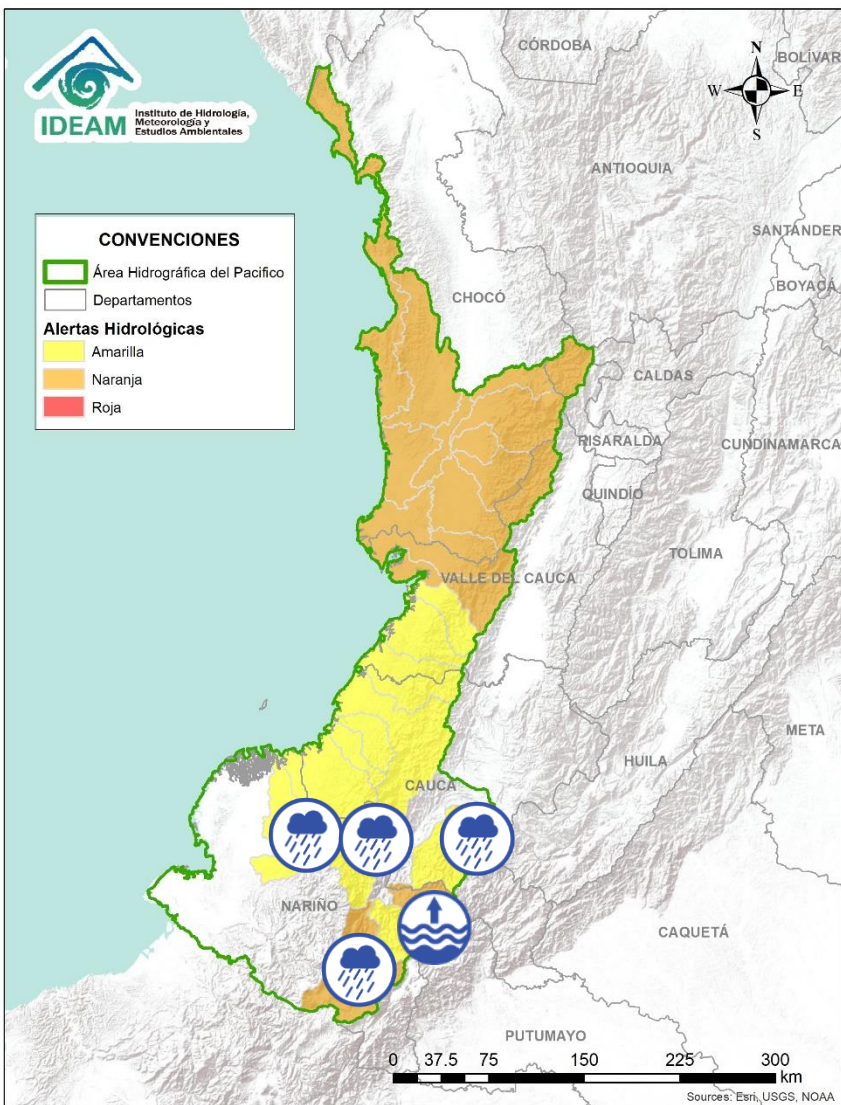 IDEAM
Instituto de Hidrología,
Meteorología y
Estudios Ambientales
CÓRDOBA
BOLÍVAR
N
W
E
S
ANTIOQUIA
SANTANDER
BOYACÁ
CONVENCIONES
Área Hidrográfica del Pacifico
Departamentos
Alertas Hidrológicas
Amarilla
Naranja
Roja
CHOCÓ
CALDAS
RISARALDA
CUNDINAMARCA
QUINDÍO
TOLIMA
VALLE DEL CAUCA
META
HUILA
CAUCA
NARIÑO
CAQUETÁ
PUTUMAYO
0 37.5 75 150 225 300
km
Sources: Esri, USGS, NOAA